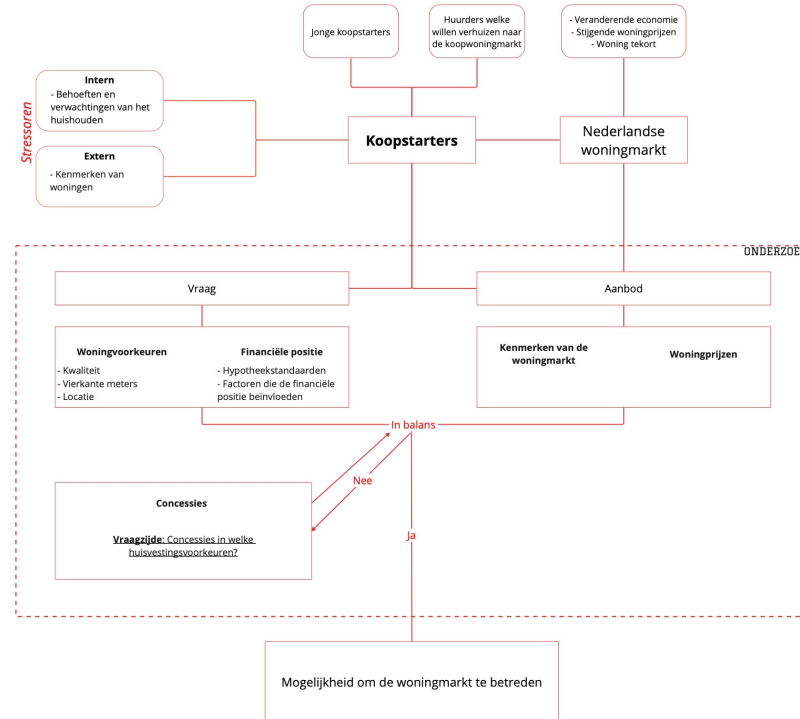 Jonge koopstarters
Huurders welke
willen verhuizen naar
de koopwoningmarkt
- Veranderende economie
- Stijgende woningprijzen
- Woning tekort
Stressoren
Intern
- Behoeften en
verwachtingen van het
huishouden
Extern
- Kenmerken van
woningen
Koopstarters
Nederlandse
woningmarkt
ONDERZOE
Vraag
Aanbod
Woningvoorkeuren
- Kwaliteit
- Vierkante meters
- Locatie
Financiële positie
- Hypotheekstandaarden
- Factoren die de financiële
positie beïnvloeden
Kenmerken van de
woningmarkt
Woningprijzen
In balans
Nee
Concessies
Vraagzijde: Concessies in welke
huisvestingsvoorkeuren?
Ja
Mogelijkheid om de woningmarkt te betreden